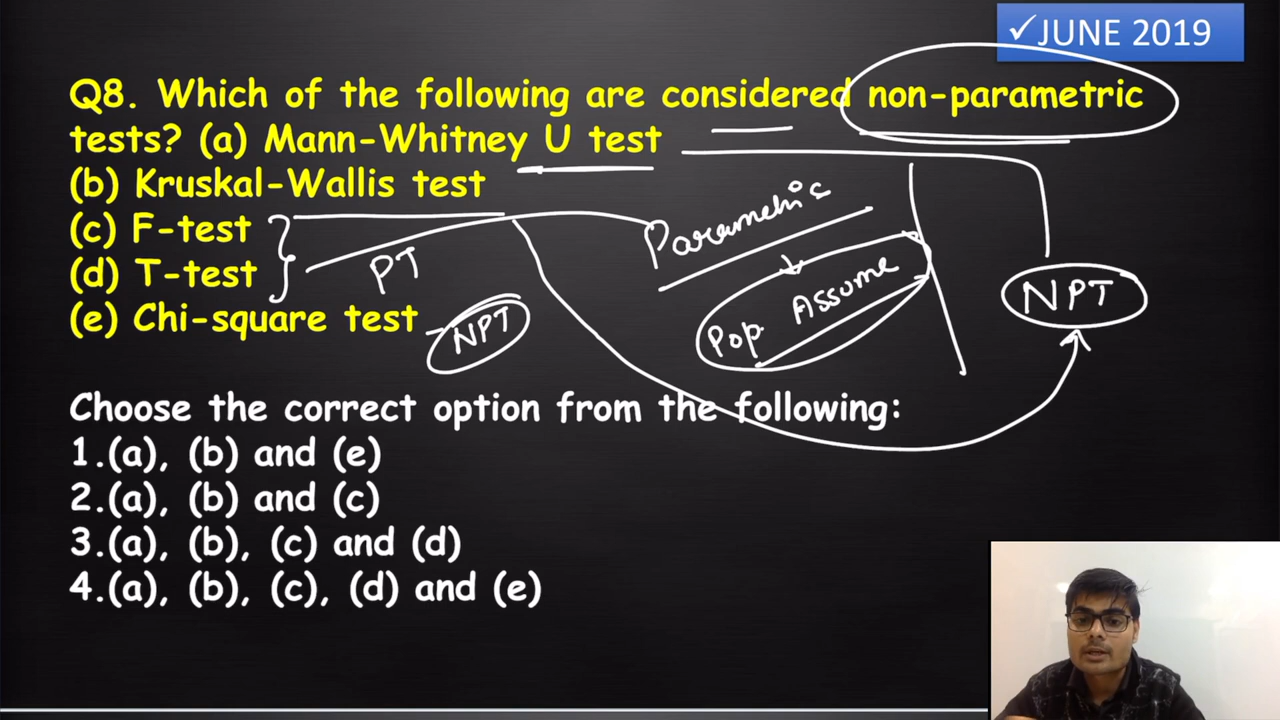 ✓JUNE 2019
Q8. Which of the following are considered non-parametric
tests? (a) Mann-Whitney U test
(b) Kruskal-Wallis test
(c) F-test
(d) T-test
(e) Chi-square test
PT
NPT
Parametric
Pop. Assume
NPT
Choose the correct option from the following:
1.(a), (b) and (e)
2.(a), (b) and (c)
3.(a), (b), (c) and (d)
4.(a), (b), (c), (d) and (e)